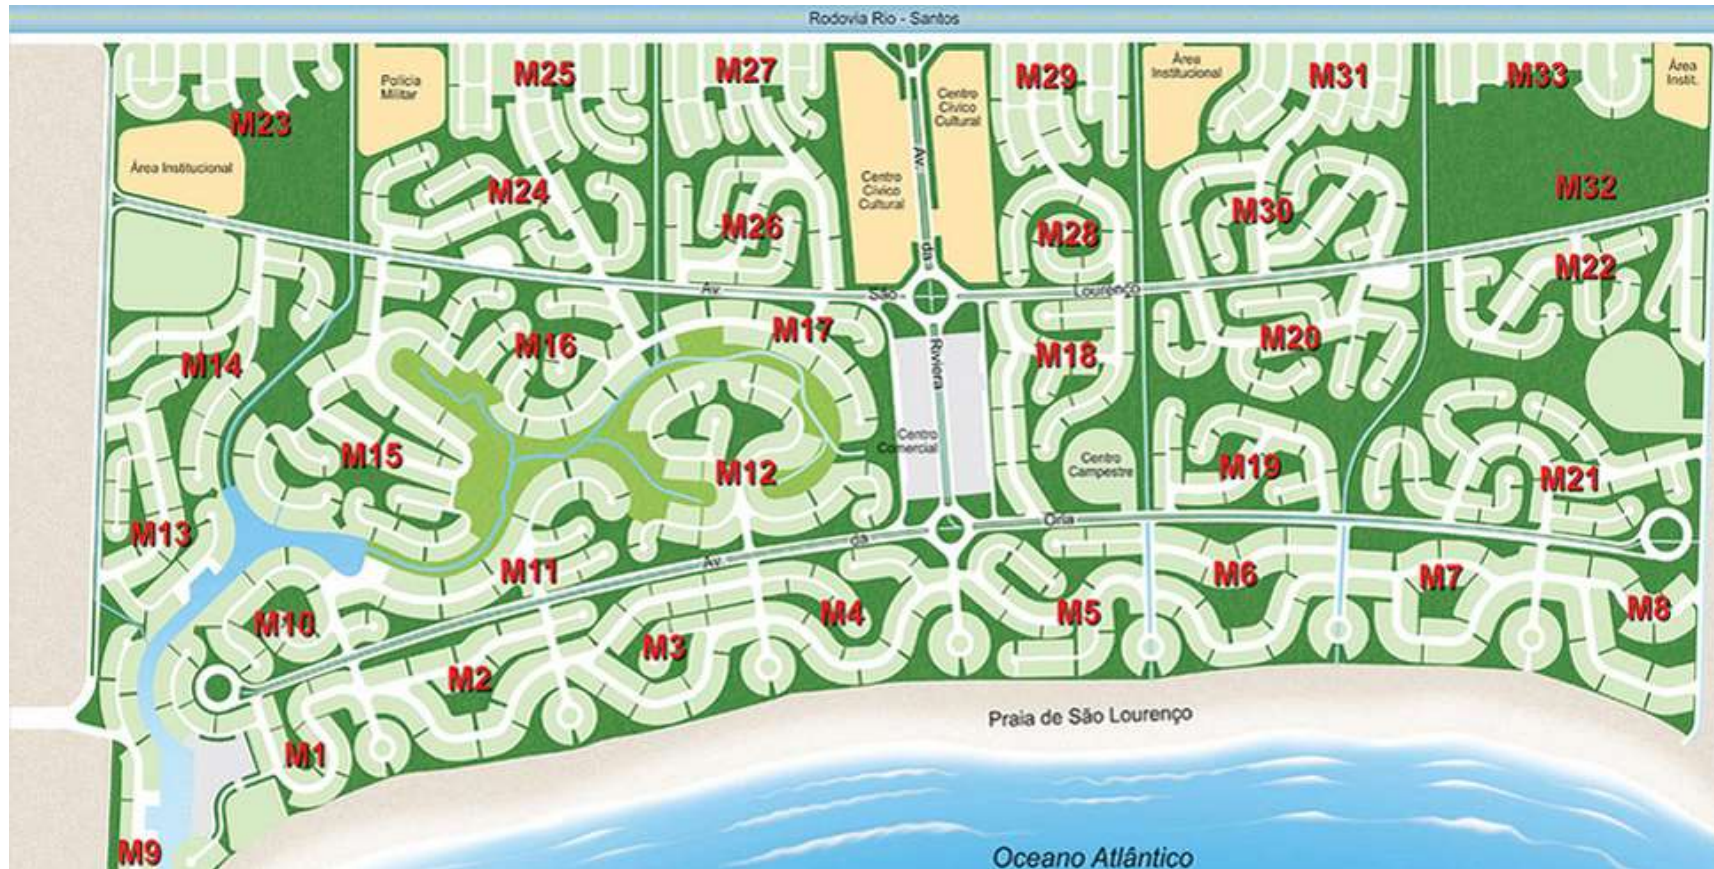 Rodovia Rio - Santos
M23
Polícia
Militar
M25
M27
Centro
Cívico
Cultural
M29
Área
Institucional
M31
M33
Área
Instit.
Área Institucional
M24
M26
Centro
Cívico
Cultural
Av.
da
Riviera
M28
M30
M32
M22
Av.
São
Lourenço
M14
M16
M17
M18
M20
M15
M12
Centro
Comercial
Centro
Campestre
M19
M21
M13
M11
Av.
da
Orla
M10
M2
M3
M4
M5
M6
M7
M8
M1
M9
Praia de São Lourenço
Oceano Atlântico